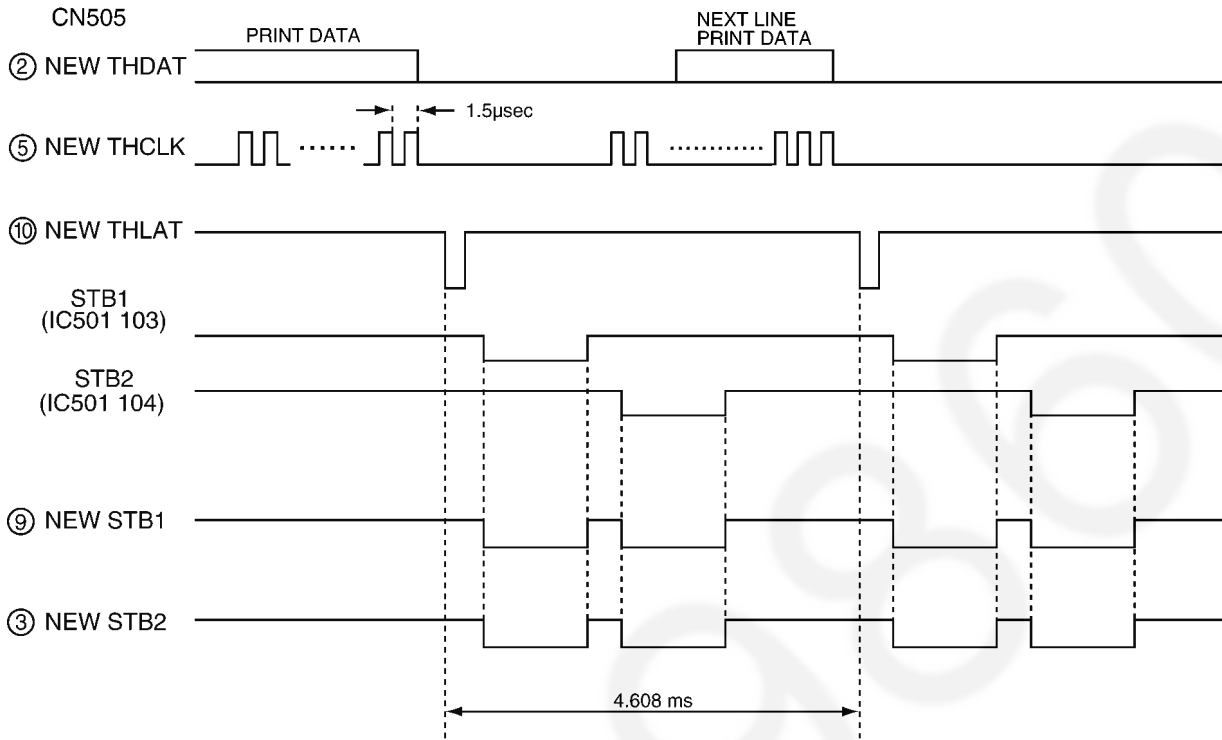 CN505
PRINT DATA
NEXT LINE
PRINT DATA
② NEW THDAT
1.5µsec
⑤ NEW THCLK
⑩ NEW THLAT
STB1
(IC501 103)
STB2
(IC501 104)
⑨ NEW STB1
③ NEW STB2
4.608 ms